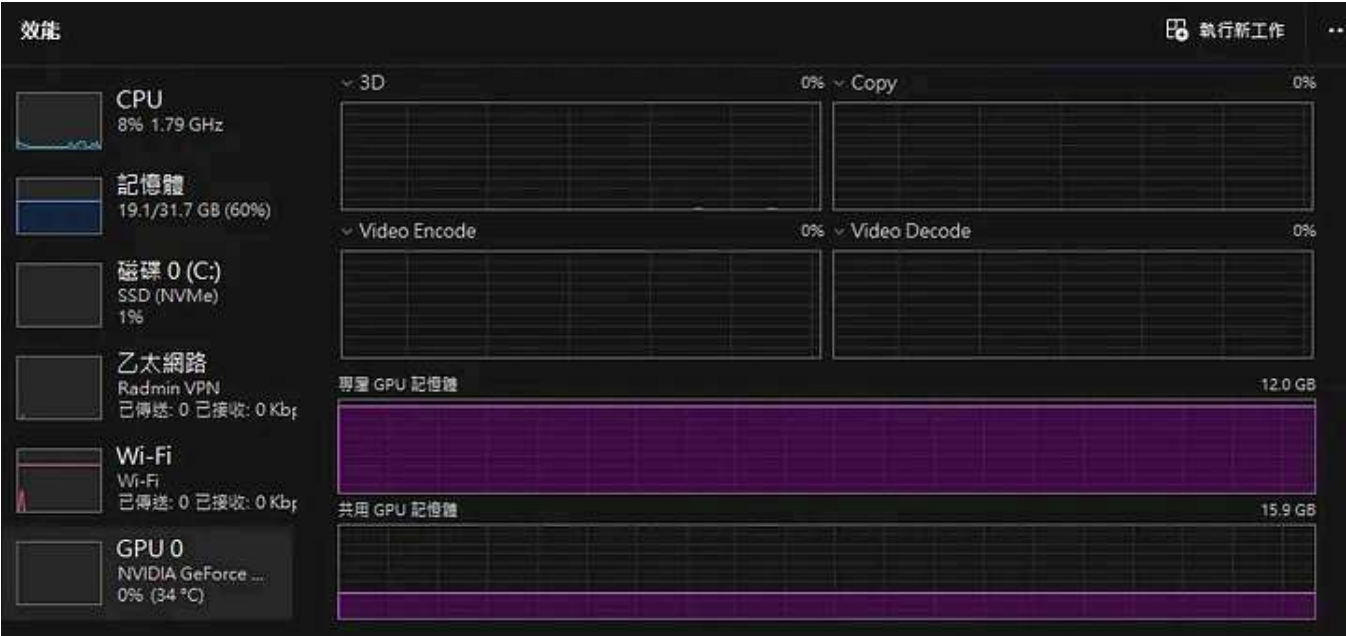 效能
執行新工作
CPU
8% 1.79 GHz
記憶體
19.1/31.7 GB (60%)
磁碟 0 (C:)
SSD (NVMe)
1%
乙太網路
Radmin VPN
已傳送: 0 已接收: 0 Kbp
Wi-Fi
Wi-Fi
已傳送: 0 已接收: 0 Kbp
GPU 0
NVIDIA GeForce ...
0% (34 °C)
3D 0%
Copy 0%
Video Encode 0%
Video Decode 0%
專屬 GPU 記憶體 12.0 GB
共用 GPU 記憶體 15.9 GB